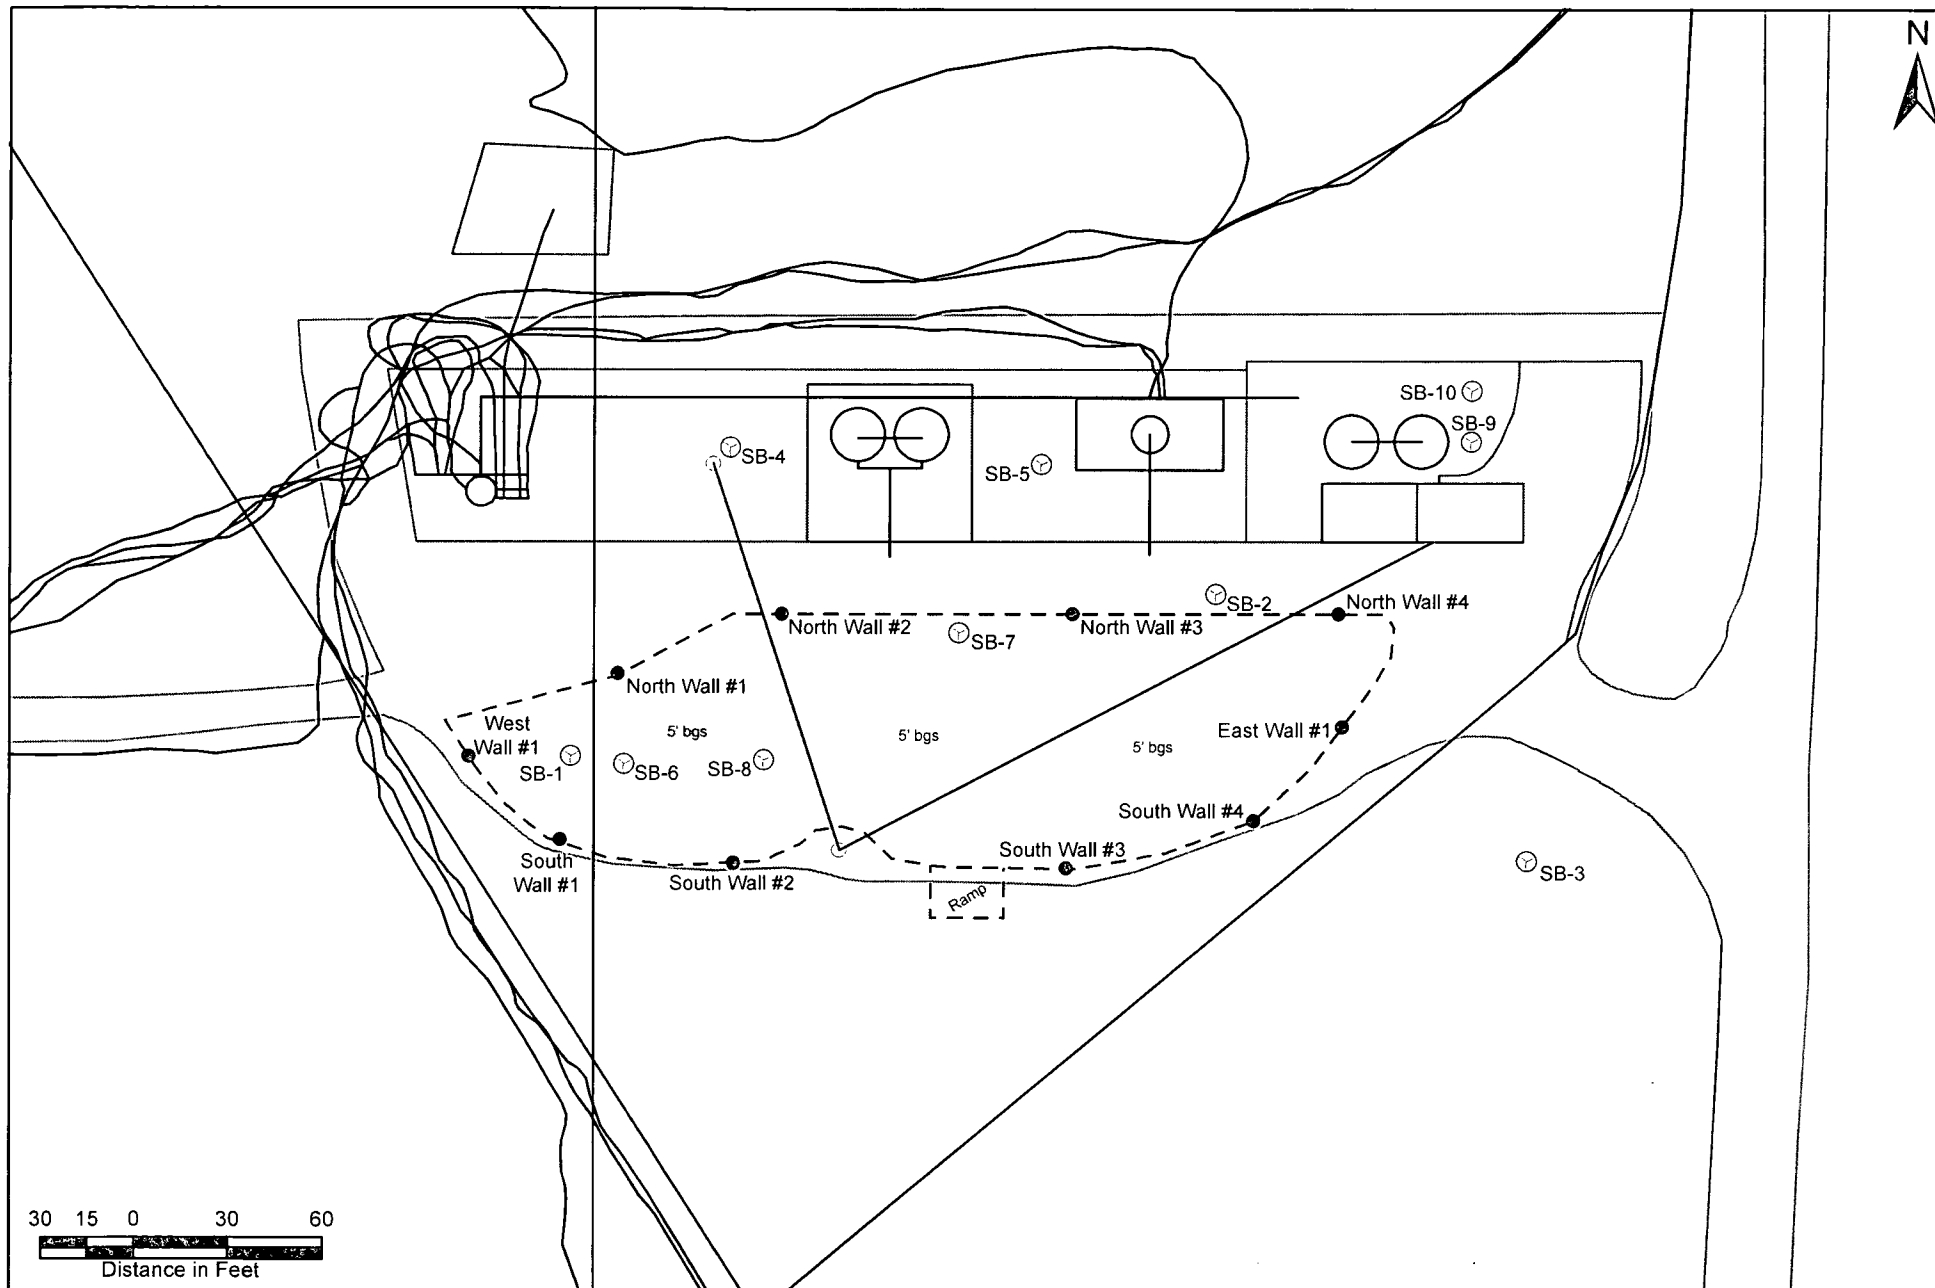 N
SB-10
SB-9
SB-4
SB-5
SB-2
North Wall #4
North Wall #2
North Wall #3
SB-7
North Wall #1
West
Wall #1
5' bgs
5' bgs
5' bgs
East Wall #1
SB-1
SB-6
SB-8
South Wall #4
South
Wall #1
South Wall #2
South Wall #3
SB-3
Ramp
30 15 0 30 60
Distance in Feet